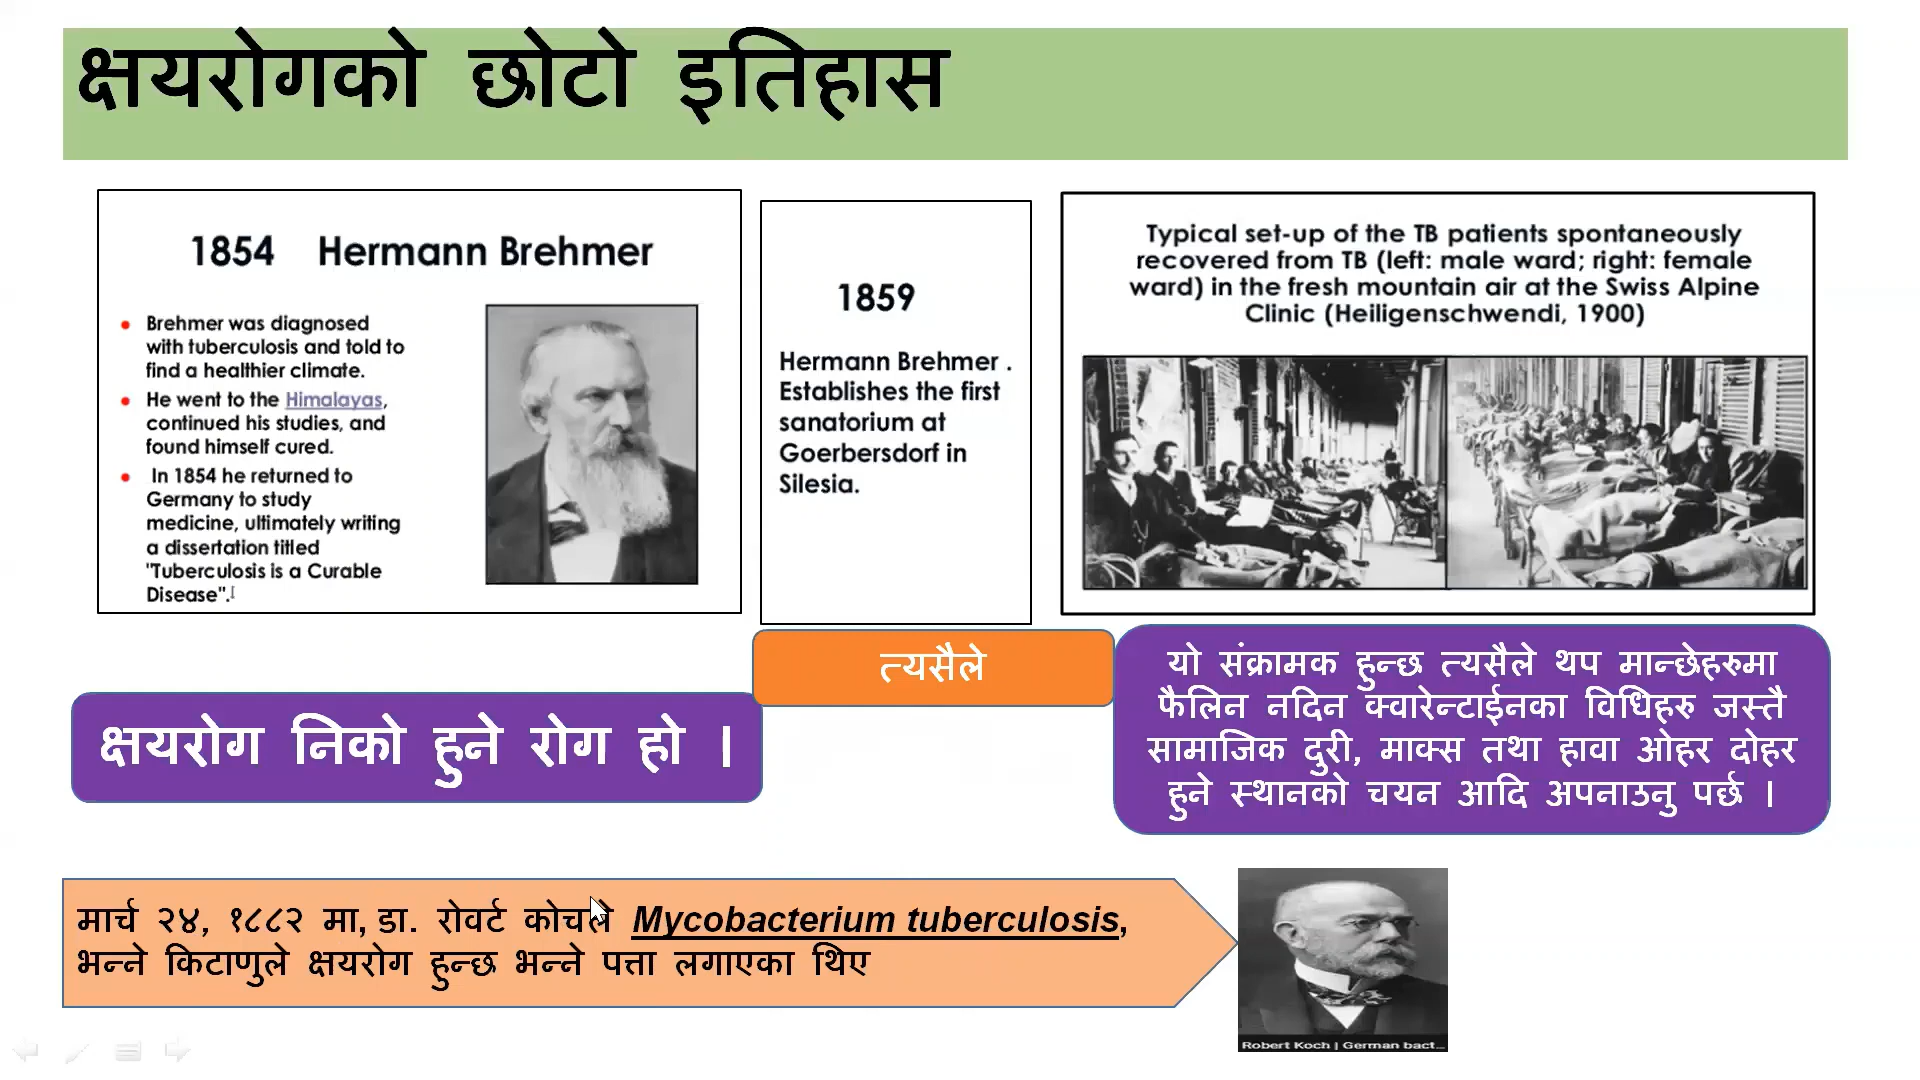 क्षयरोगको छोटो इतिहास
1854 Hermann Brehmer
• Brehmer was diagnosed
with tuberculosis and told to
find a healthier climate.
• He went to the Himalayas,
continued his studies, and
found himself cured.
• In 1854 he returned to
Germany to study
medicine, ultimately writing
a dissertation titled
"Tuberculosis is a Curable
Disease".[
1859
Hermann Brehmer .
Establishes the first
sanatorium at
Goerbersdorf in
Silesia.
Typical set-up of the TB patients spontaneously
recovered from TB (left: male ward; right: female
ward) in the fresh mountain air at the Swiss Alpine
Clinic (Heiligenschwendi, 1900)
क्षयरोग निको हुने रोग हो ।
त्यसैले
यो संक्रामक हुन्छ त्यसैले थप मान्छेहरुमा
फैलिन नदिन क्वारेन्टाईनका विधिहरु जस्तै
सामाजिक दुरी, माक्स तथा हावा ओहर दोहर
हुने स्थानको चयन आदि अपनाउनु पर्छ ।
मार्च २४, १८८२ मा, डा. रोवर्ट कोचले Mycobacterium tuberculosis,
भन्ने किटाणुले क्षयरोग हुन्छ भन्ने पत्ता लगाएका थिए
Robert Koch | German bact...